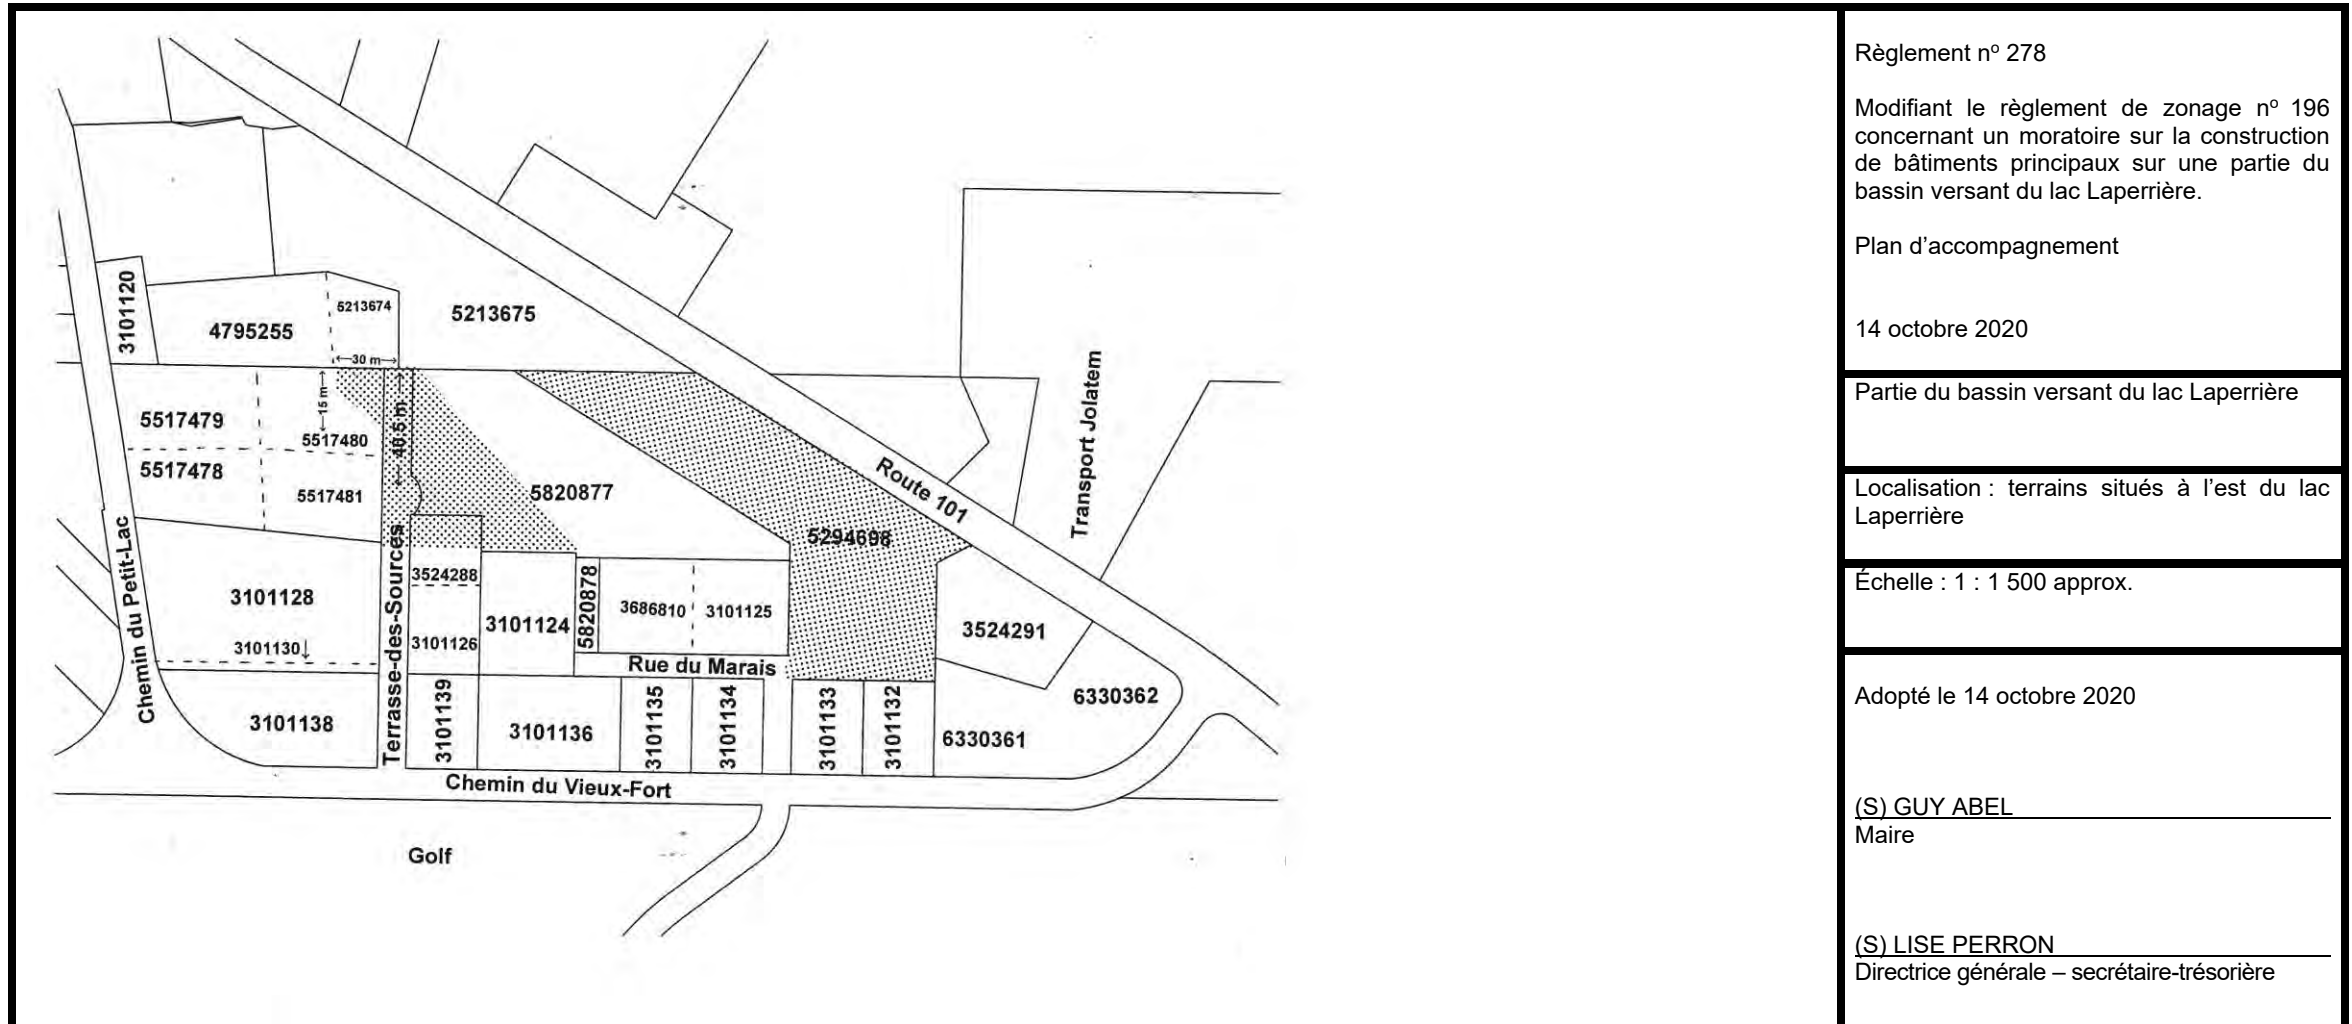 3101120
4795255
5213674
5213675
←30 m→
←15 m→
←40.5 m→
5517479
5517480
5517478
5517481
5820877
Route 101
Transport Jolatem
5294698
Chemin du Petit-Lac
Terrasse-des-Sources
3101128
3101130↓
3524288
3101126
3101124
5820878
3686810
3101125
3524291
Rue du Marais
6330362
3101138
3101139
3101136
3101135
3101134
3101133
3101132
6330361
Chemin du Vieux-Fort
Golf
Règlement nº 278
Modifiant le règlement de zonage nº 196
concernant un moratoire sur la construction
de bâtiments principaux sur une partie du
bassin versant du lac Laperrière.
Plan d’accompagnement
14 octobre 2020
Partie du bassin versant du lac Laperrière
Localisation : terrains situés à l’est du lac
Laperrière
Échelle : 1 : 1 500 approx.
Adopté le 14 octobre 2020
(S) GUY ABEL
Maire
(S) LISE PERRON
Directrice générale – secrétaire-trésorière